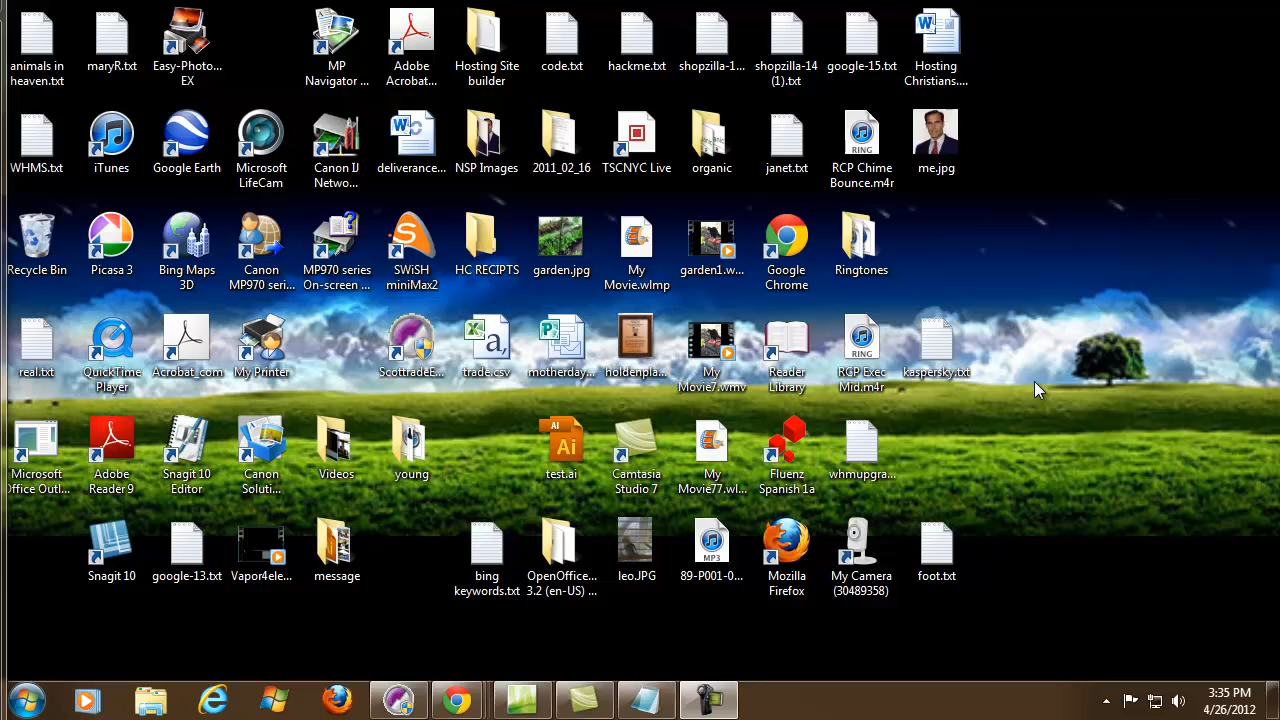 animals in
heaven.txt
maryR.txt
Easy-Photo...
EX
MP
Navigator ...
Adobe
Acrobat...
Hosting Site
builder
code.txt
hackme.txt
shopzilla-1...
shopzilla-14
(1).txt
google-15.txt
Hosting
Christians....
WHMS.txt
iTunes
Google Earth
Microsoft
LifeCam
Canon IJ
Netwo...
deliverance...
NSP Images
2011_02_16
TSCNYC Live
organic
janet.txt
RING
RCP Chime
Bounce.m4r
me.jpg
Recycle Bin
Picasa 3
Bing Maps
3D
Canon
MP970 seri...
MP970 series
On-screen ...
SWiSH
miniMax2
HC RECIPTS
garden.jpg
My
Movie.wlmp
garden1.w...
Google
Chrome
Ringtones
real.txt
QuickTime
Player
Acrobat_com
My Printer
ScottradeE...
trade.csv
motherday...
holdenpla...
My
Movie7.wmv
Reader
Library
RING
RCP Exec
Mid.m4r
kaspersky.txt
Microsoft
Office Outl...
Adobe
Reader 9
Snagit 10
Editor
Canon
Soluti...
Videos
young
Ai
Ai
test.ai
Camtasia
Studio 7
My
Movie77.wl...
Fluenz
Spanish 1a
whmupgra...
Snagit 10
google-13.txt
Vapor4ele...
message
bing
keywords.txt
OpenOffice...
3.2 (en-US) ...
leo.JPG
MP3
89-P001-0...
Mozilla
Firefox
My Camera
(30489358)
foot.txt
3:35 PM
4/26/2012